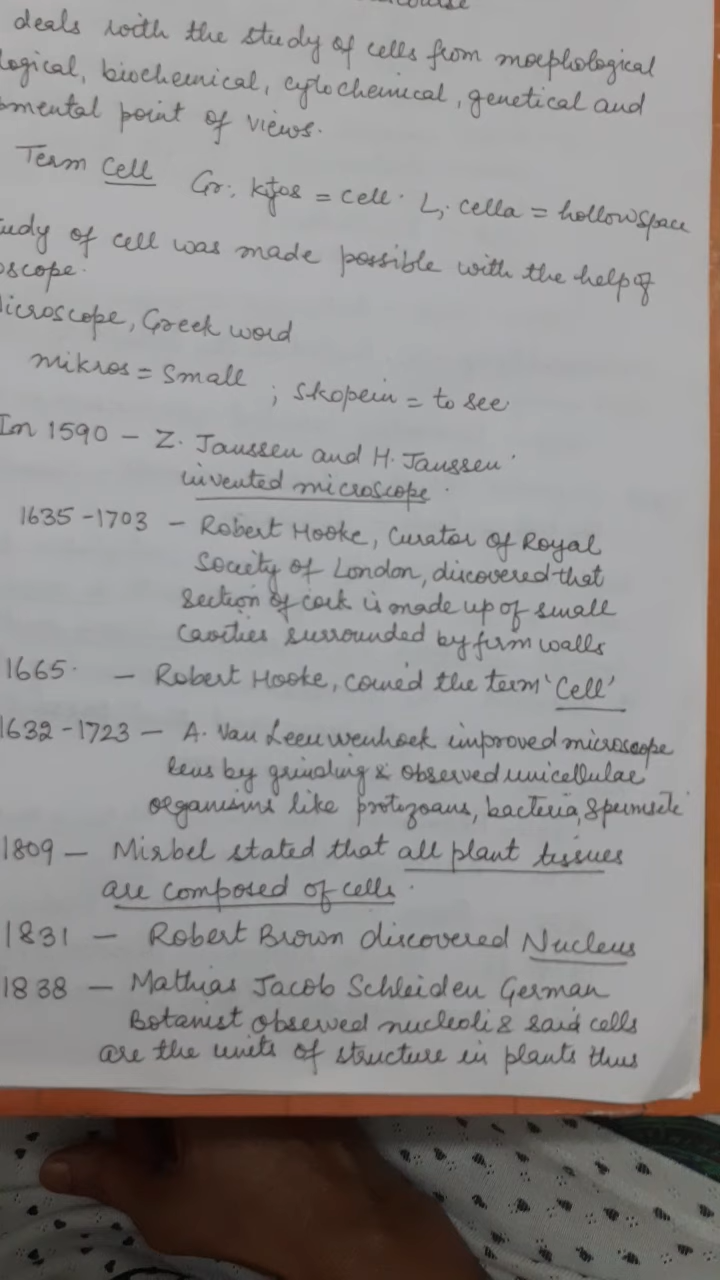 deals with the study of cells from morphological
logical, biochemical, cytochemical, genetical and
mental point of views.
Term Cell Gr: kytos = cell. L; cella = hollow space
udy of cell was made possible with the help of
oscope.
icroscope, Greek word
mikros = Small ; skopein = to see
In 1590 - Z. Janssen and H. Janssen
invented microscope.
1635-1703 - Robert Hooke, Curator of Royal
Society of London, discovered that
section of cork is made up of small
cavities surrounded by firm walls
1665. - Robert Hooke, coined the term 'Cell'
1632-1723 - A. Van Leeuwenhoek improved microscope
lens by grinding & observed unicellular
organisms like protozoans, bacteria, sperms etc
1809 - Mirbel stated that all plant tissues
are composed of cells.
1831 - Robert Brown discovered Nucleus
1838 - Mathias Jacob Schleiden German
Botanist observed nucleoli & said cells
are the units of structure in plants thus